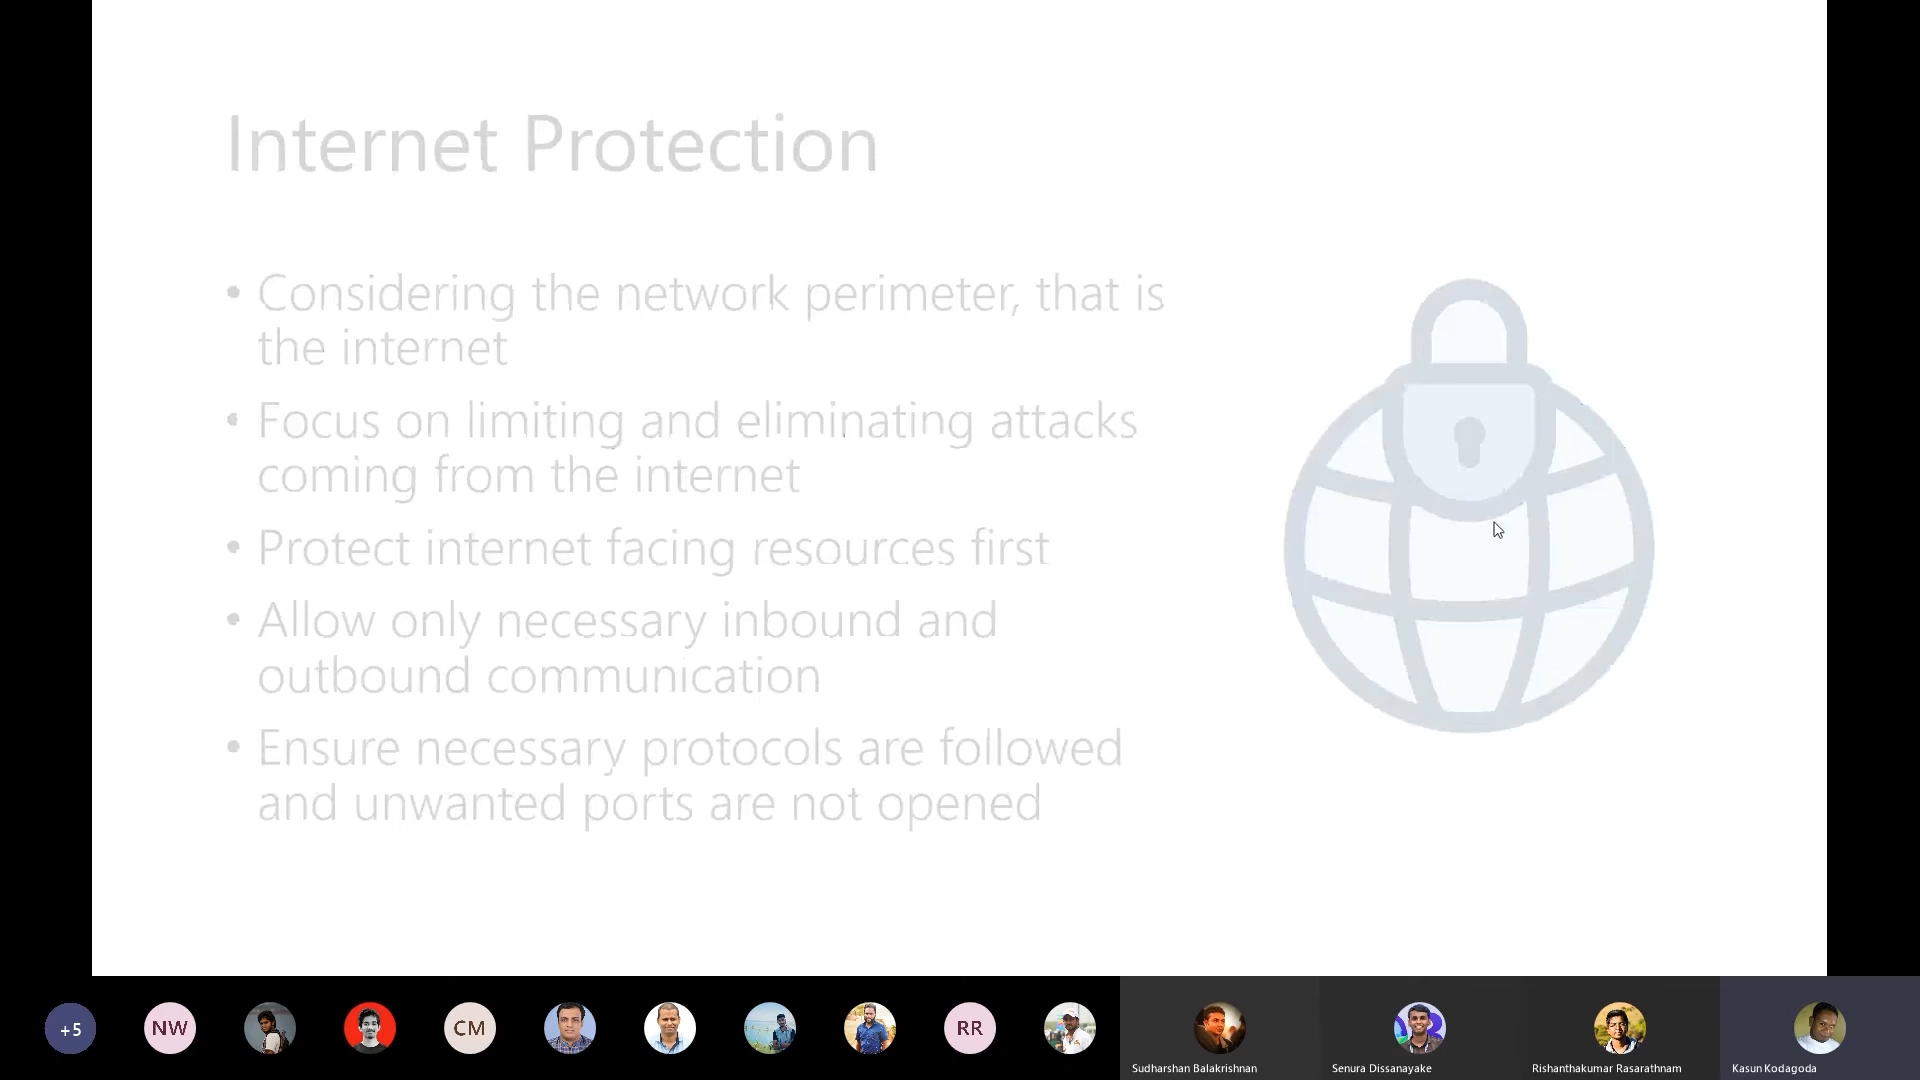 Internet Protection
• Considering the network perimeter, that is
the internet
• Focus on limiting and eliminating attacks
coming from the internet
• Protect internet facing resources first
• Allow only necessary inbound and
outbound communication
• Ensure necessary protocols are followed
and unwanted ports are not opened
+5
NW
CM
RR
Sudharshan Balakrishnan
Senura Dissanayake
Rishanthakumar Rasarathnam
Kasun Kodagoda